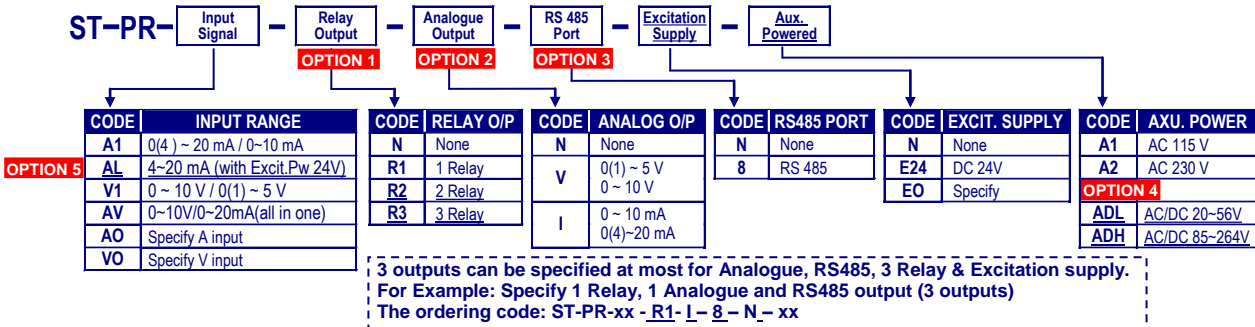 ST–PR– Input Signal – Relay Output – Analogue Output – RS 485 Port – Excitation Supply – Aux. Powered
OPTION 1 OPTION 2 OPTION 3
CODE INPUT RANGE
A1 0(4 ) ~ 20 mA / 0~10 mA
OPTION 5 AL 4~20 mA (with Excit.Pw 24V)
V1 0 ~ 10 V / 0(1) ~ 5 V
AV 0~10V/0~20mA(all in one)
AO Specify A input
VO Specify V input
CODE RELAY O/P
N None
R1 1 Relay
R2 2 Relay
R3 3 Relay
CODE ANALOG O/P
N None
V 0(1) ~ 5 V
0 ~ 10 V
I 0 ~ 10 mA
0(4)~20 mA
CODE RS485 PORT
N None
8 RS 485
CODE EXCIT. SUPPLY
N None
E24 DC 24V
EO Specify
CODE AXU. POWER
A1 AC 115 V
A2 AC 230 V
OPTION 4
ADL AC/DC 20~56V
ADH AC/DC 85~264V
3 outputs can be specified at most for Analogue, RS485, 3 Relay & Excitation supply.
For Example: Specify 1 Relay, 1 Analogue and RS485 output (3 outputs)
The ordering code: ST-PR-xx - R1- I – 8 – N – xx